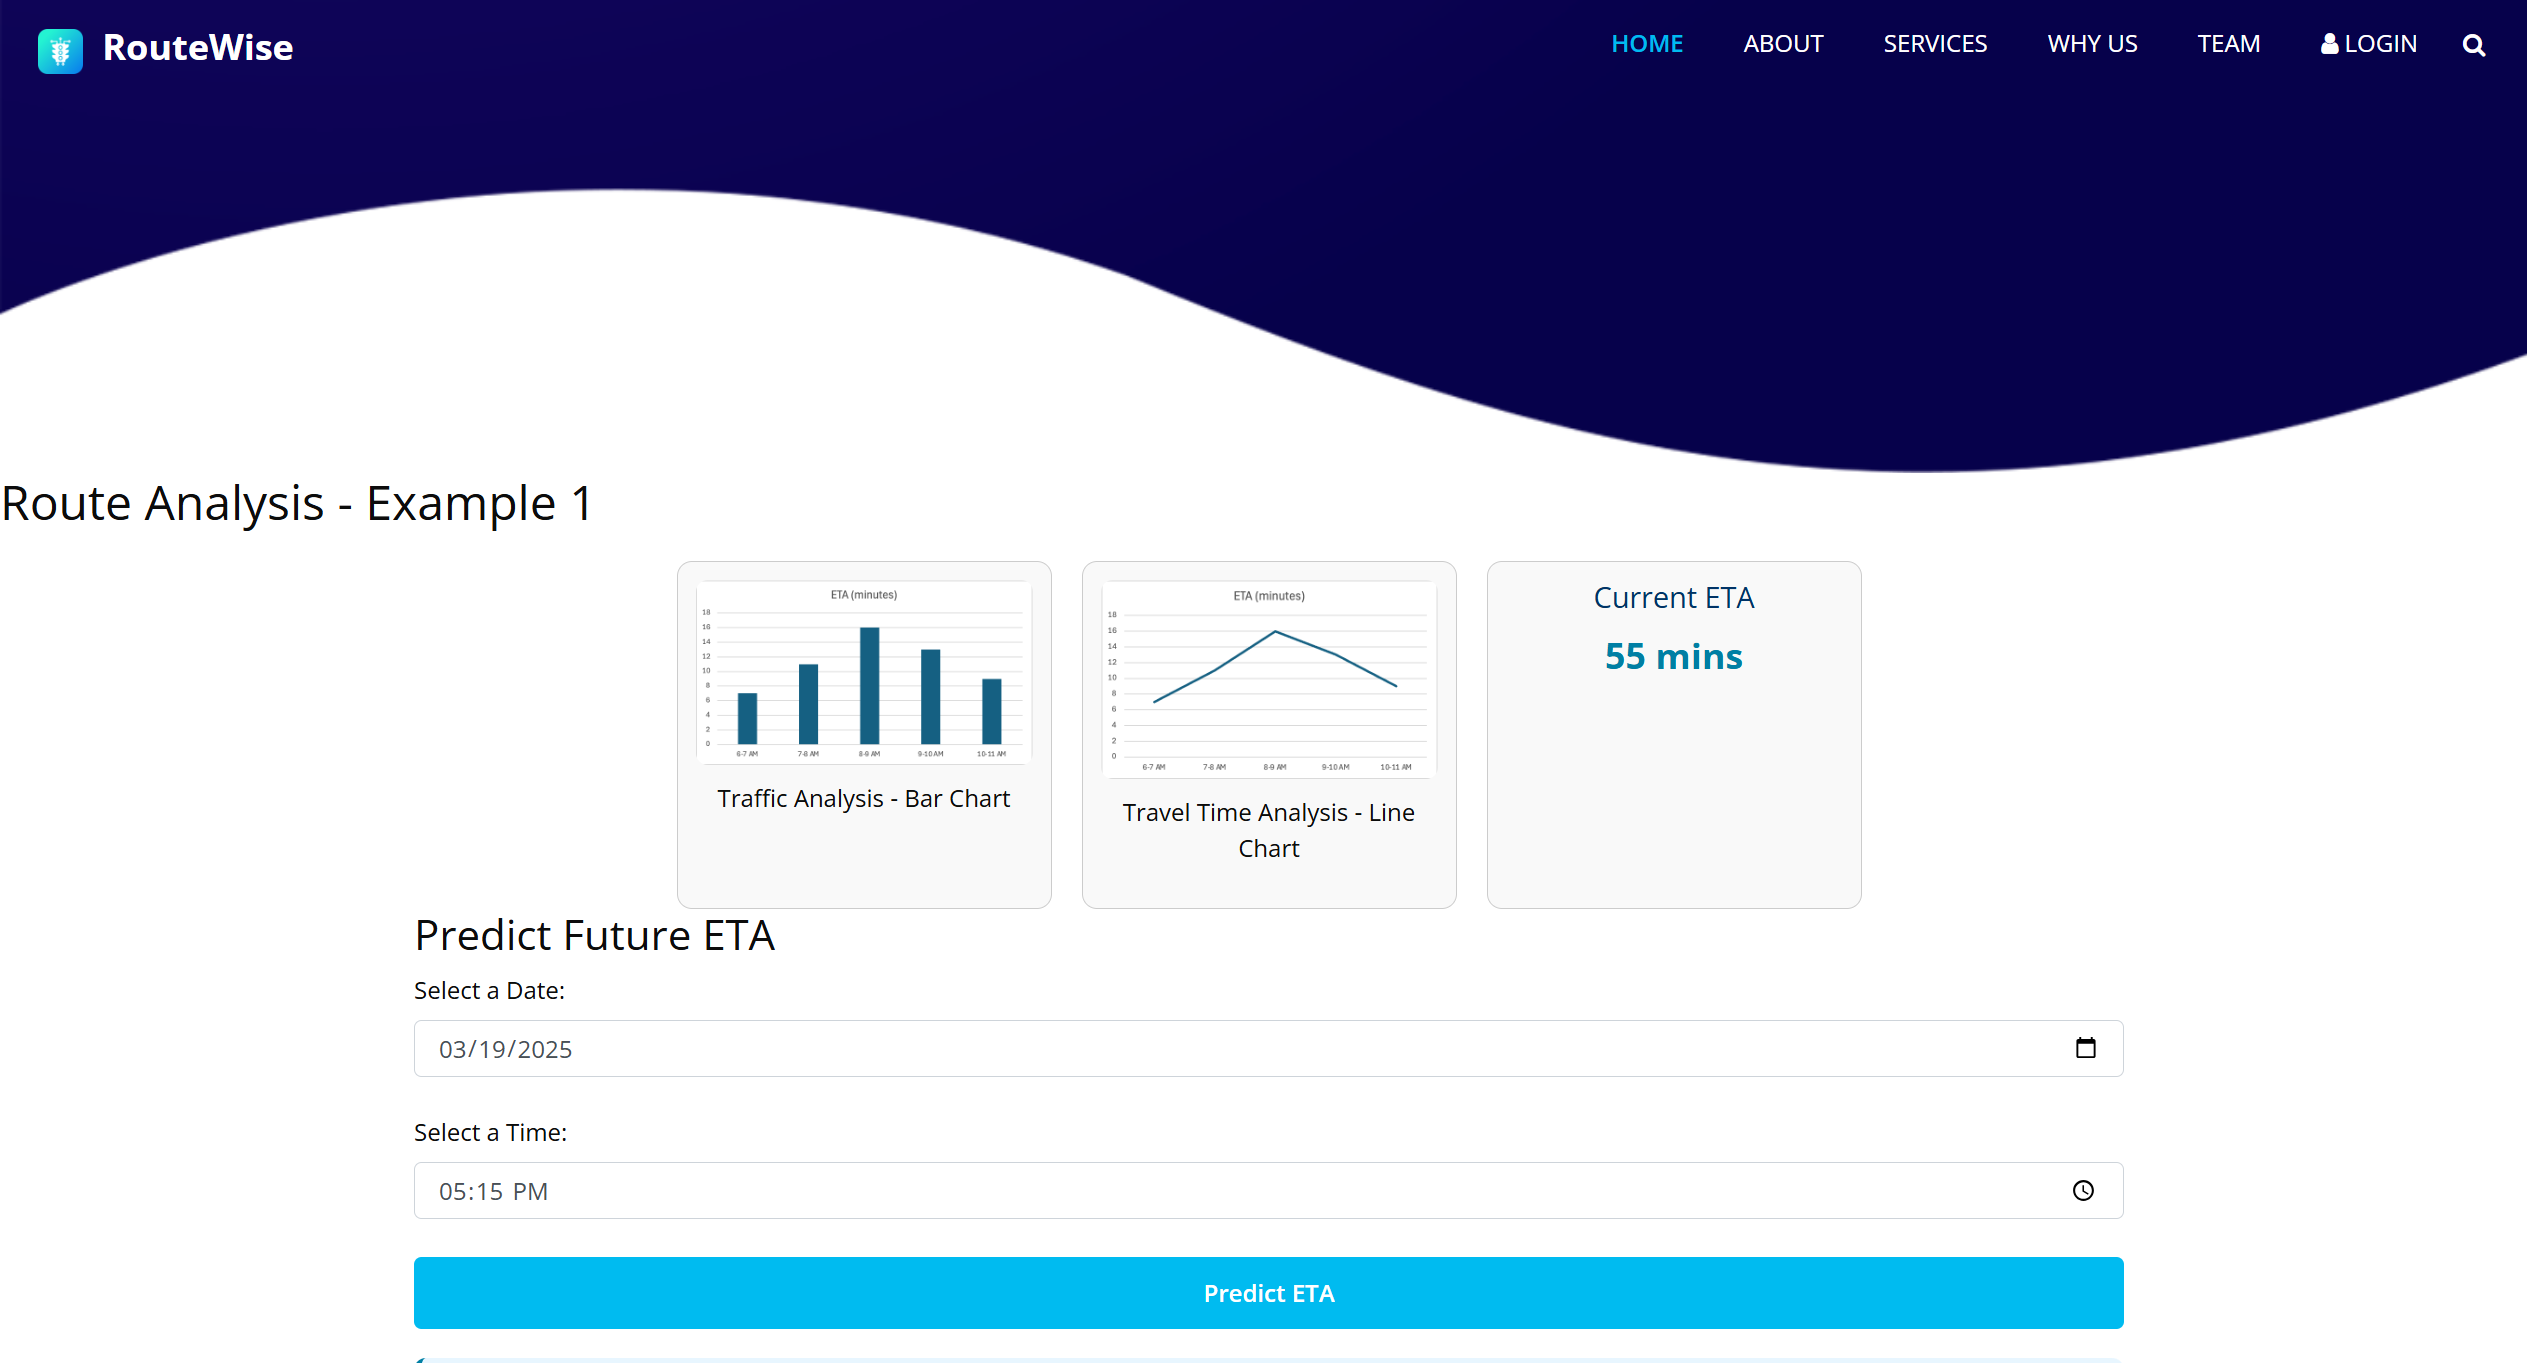 RouteWise
HOME ABOUT SERVICES WHY US TEAM LOGIN
Route Analysis - Example 1
ETA (minutes)
18
16
14
12
10
8
6
4
2
0
6-7 AM 7-8 AM 8-9 AM 9-10 AM 10-11 AM
Traffic Analysis - Bar Chart
ETA (minutes)
18
16
14
12
10
8
6
4
2
0
6-7 AM 7-8 AM 8-9 AM 9-10 AM 10-11 AM
Travel Time Analysis - Line
Chart
Current ETA
55 mins
Predict Future ETA
Select a Date:
03/19/2025
Select a Time:
05:15 PM
Predict ETA